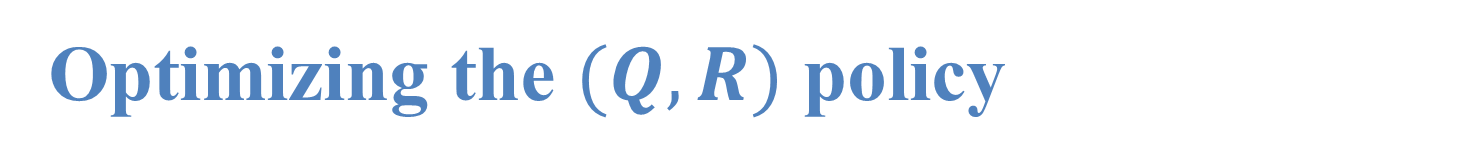 Optimizing the (Q, R) policy